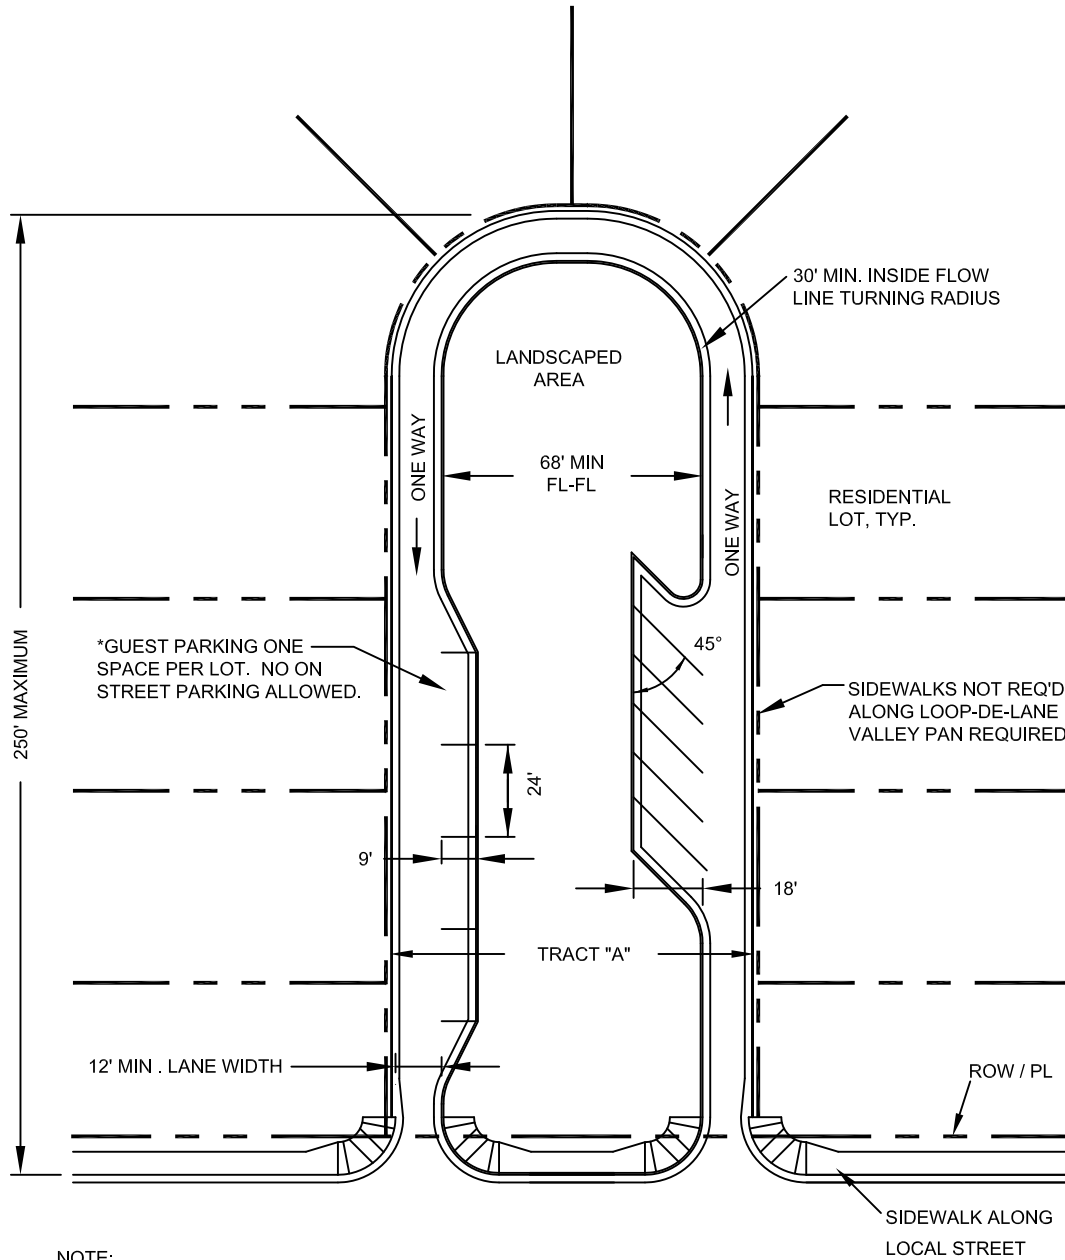 30' MIN. INSIDE FLOW
LINE TURNING RADIUS
LANDSCAPED
AREA
ONE WAY
68' MIN
FL-FL
ONE WAY
RESIDENTIAL
LOT, TYP.
250' MAXIMUM
*GUEST PARKING ONE
SPACE PER LOT. NO ON
STREET PARKING ALLOWED.
45°
SIDEWALKS NOT REQ'D
ALONG LOOP-DE-LANE
VALLEY PAN REQUIRED
24'
9'
18'
TRACT "A"
12' MIN . LANE WIDTH
ROW / PL
SIDEWALK ALONG
LOCAL STREET
NOTE: